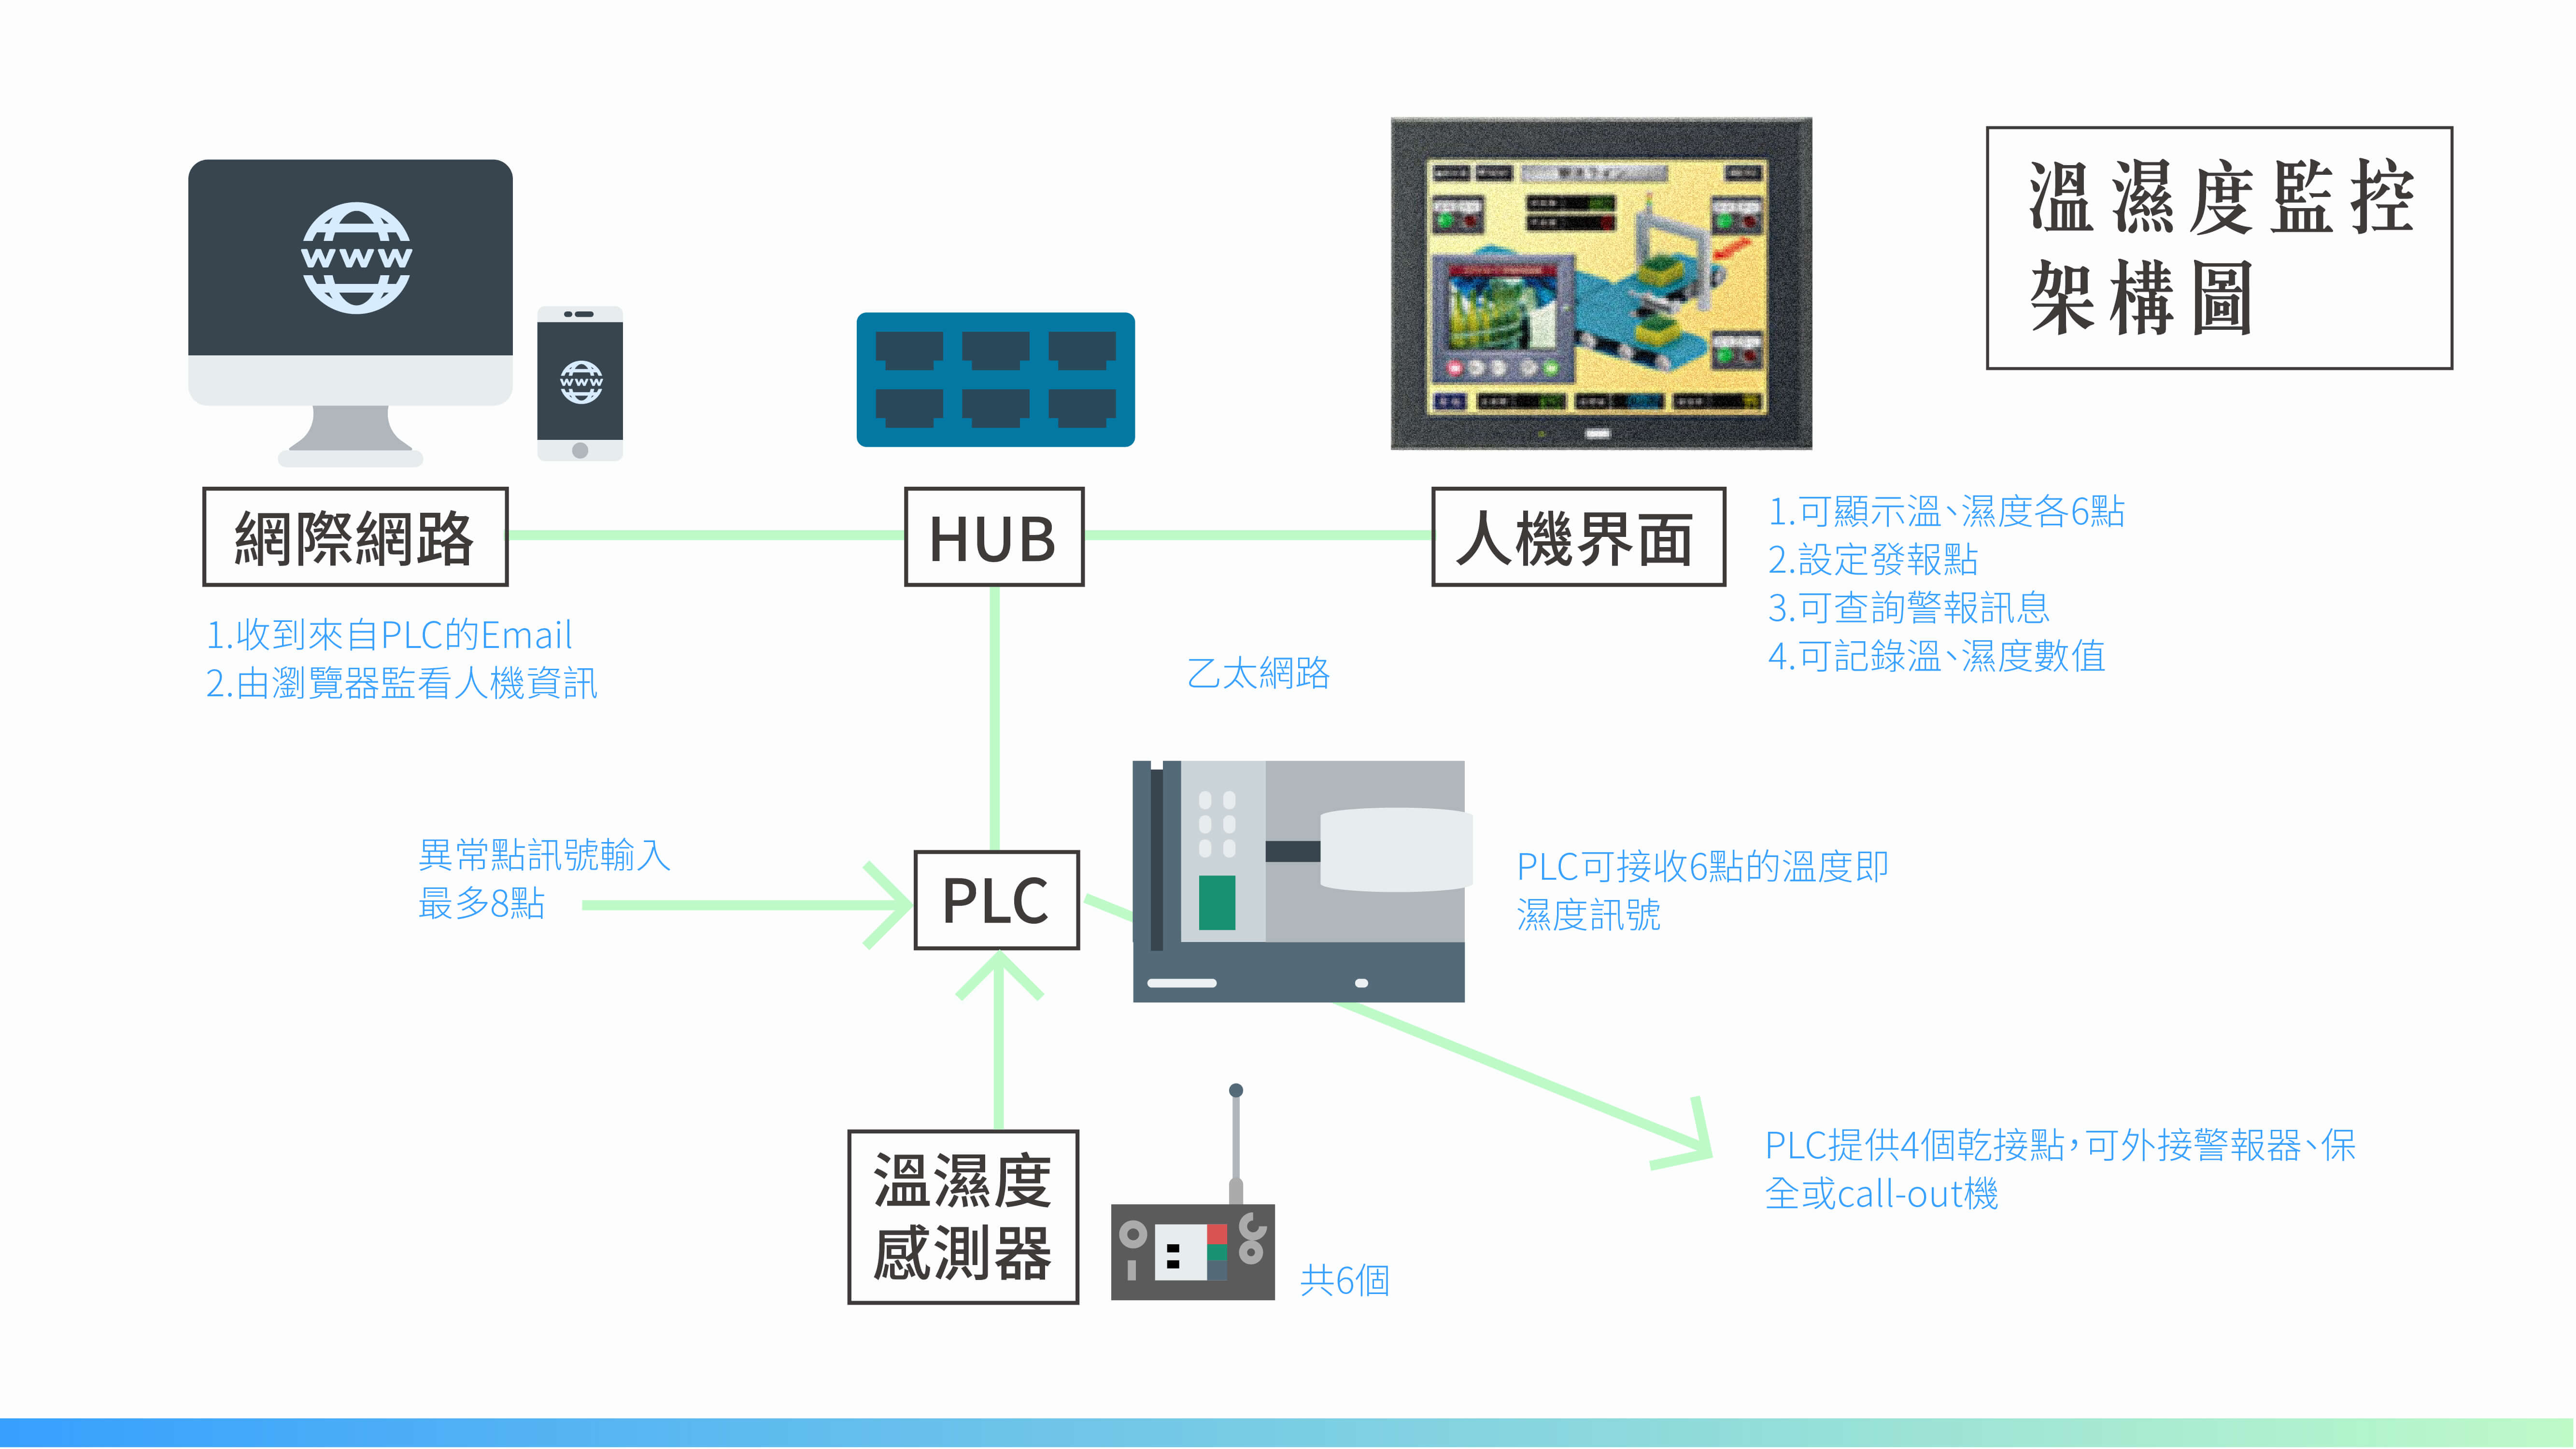 溫濕度監控
架構圖
www
www
網際網路
HUB
人機界面
1.收到來自PLC的Email
2.由瀏覽器監看人機資訊
1.可顯示溫、濕度各6點
2.設定發報點
3.可查詢警報訊息
4.可記錄溫、濕度數值
乙太網路
異常點訊號輸入
最多8點
PLC
PLC可接收6點的溫度即
濕度訊號
溫濕度
感測器
共6個
PLC提供4個乾接點，可外接警報器、保
全或call-out機